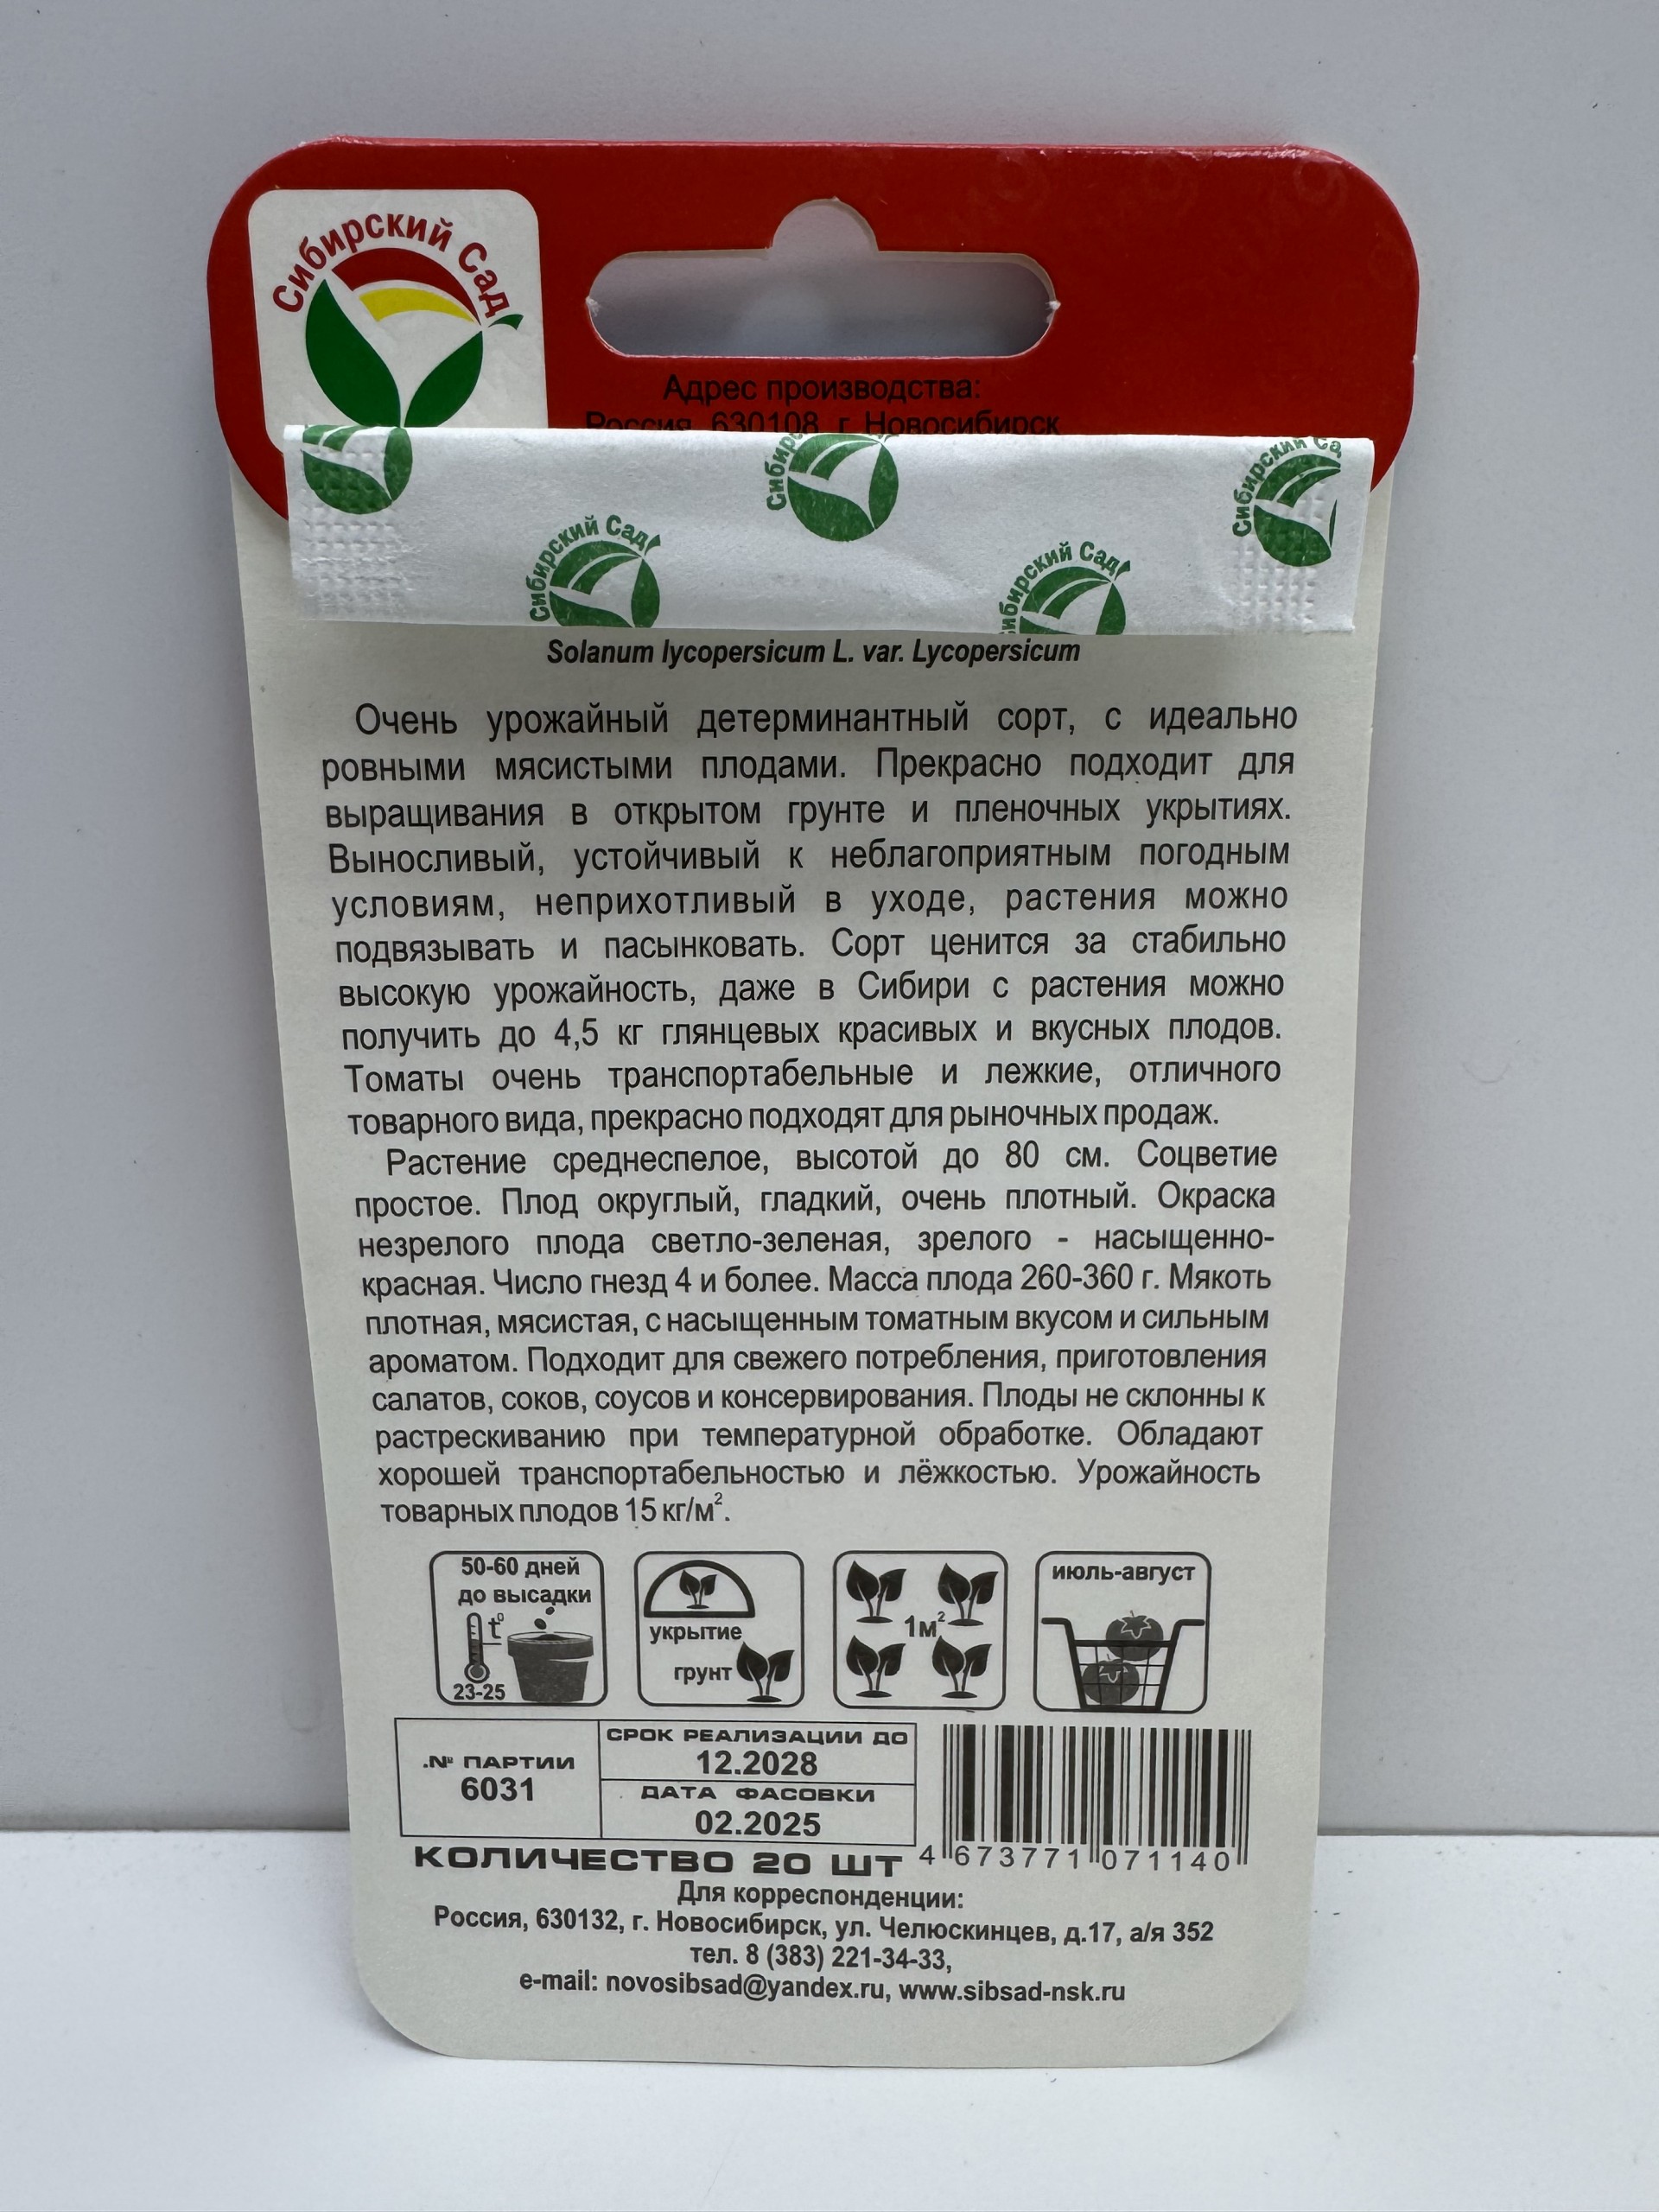 Сибирский Сад
Адрес производства:
Россия, 630108, г. Новосибирск
Сибирский Са
Сибирский Сад
Сибирский Сад
Solanum lycopersicum L. var. Lycopersicum
Очень урожайный детерминантный сорт, с идеально
ровными мясистыми плодами. Прекрасно подходит для
выращивания в открытом грунте и пленочных укрытиях.
Выносливый, устойчивый к неблагоприятным погодным
условиям, неприхотливый в уходе, растения можно
подвязывать и пасынковать. Сорт ценится за стабильно
высокую урожайность, даже в Сибири с растения можно
получить до 4,5 кг глянцевых красивых и вкусных плодов.
Томаты очень транспортабельные и лежкие, отличного
товарного вида, прекрасно подходят для рыночных продаж.
Растение среднеспелое, высотой до 80 см. Соцветие
простое. Плод округлый, гладкий, очень плотный. Окраска
незрелого плода светло-зеленая, зрелого - насыщенно-
красная. Число гнезд 4 и более. Масса плода 260-360 г. Мякоть
плотная, мясистая, с насыщенным томатным вкусом и сильным
ароматом. Подходит для свежего потребления, приготовления
салатов, соков, соусов и консервирования. Плоды не склонны к
растрескиванию при температурной обработке. Обладают
хорошей транспортабельностью и лёжкостью. Урожайность
товарных плодов 15 кг/м².
50-60 дней
до высадки
t⁰
23-25
укрытие
грунт
1м²
июль-август
№ ПАРТИИ
6031
СРОК РЕАЛИЗАЦИИ ДО
12.2028
ДАТА ФАСОВКИ
02.2025
КОЛИЧЕСТВО 20 ШТ
4 673771 071140
Для корреспонденции:
Россия, 630132, г. Новосибирск, ул. Челюскинцев, д.17, а/я 352
тел. 8 (383) 221-34-33,
e-mail: novosibsad@yandex.ru, www.sibsad-nsk.ru